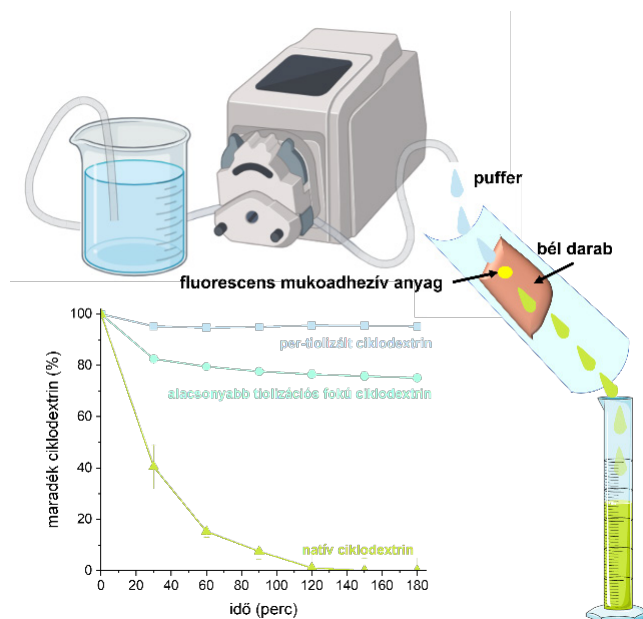 puffer
bél darab
fluorescens mukoadhezív anyag
100
80
60
40
20
0
maradék ciklodextrin (%)
per-tiolizált ciklodextrin
alacsonyabb tiolizációs fokú ciklodextrin
natív ciklodextrin
0 20 40 60 80 100 120 140 160 180
idő (perc)